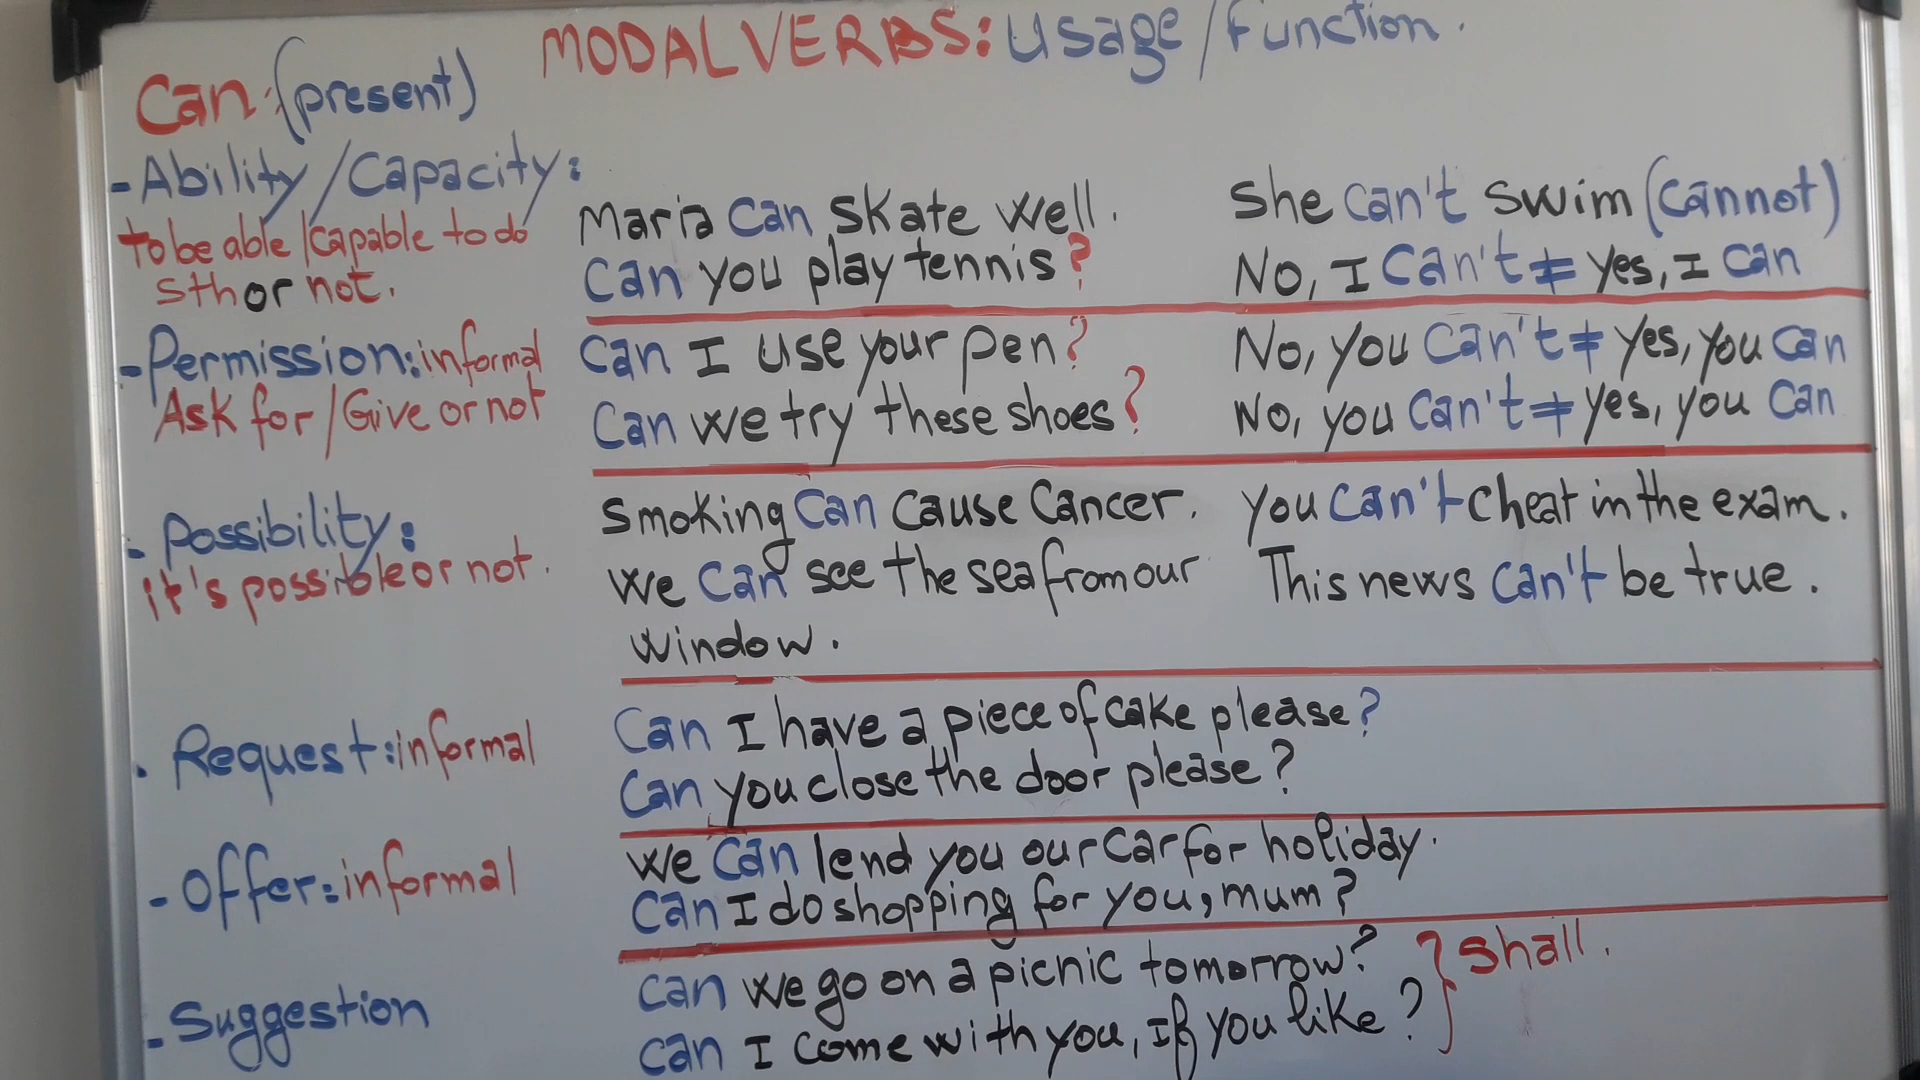 MODAL VERBS: Usage/Function.
Can: (present)
- Ability/Capacity:
to be able/capable to do
sth or not.
Maria can skate well. She can't swim (cannot)
Can you play tennis? No, I can't ≠ yes, I can
- Permission: informal
Ask for/Give or not
Can I use your pen? No, you can't ≠ yes, you can
Can we try these shoes? No, you can't ≠ yes, you can
- Possibility:
it's possible or not.
Smoking can cause cancer. you can't cheat in the exam.
We can see the sea from our This news can't be true.
window.
- Request: informal
Can I have a piece of cake please?
Can you close the door please?
- Offer: informal
We can lend you our car for holiday.
Can I do shopping for you, mum?
- Suggestion
Can we go on a picnic tomorrow? } shall.
Can I come with you, If you like?